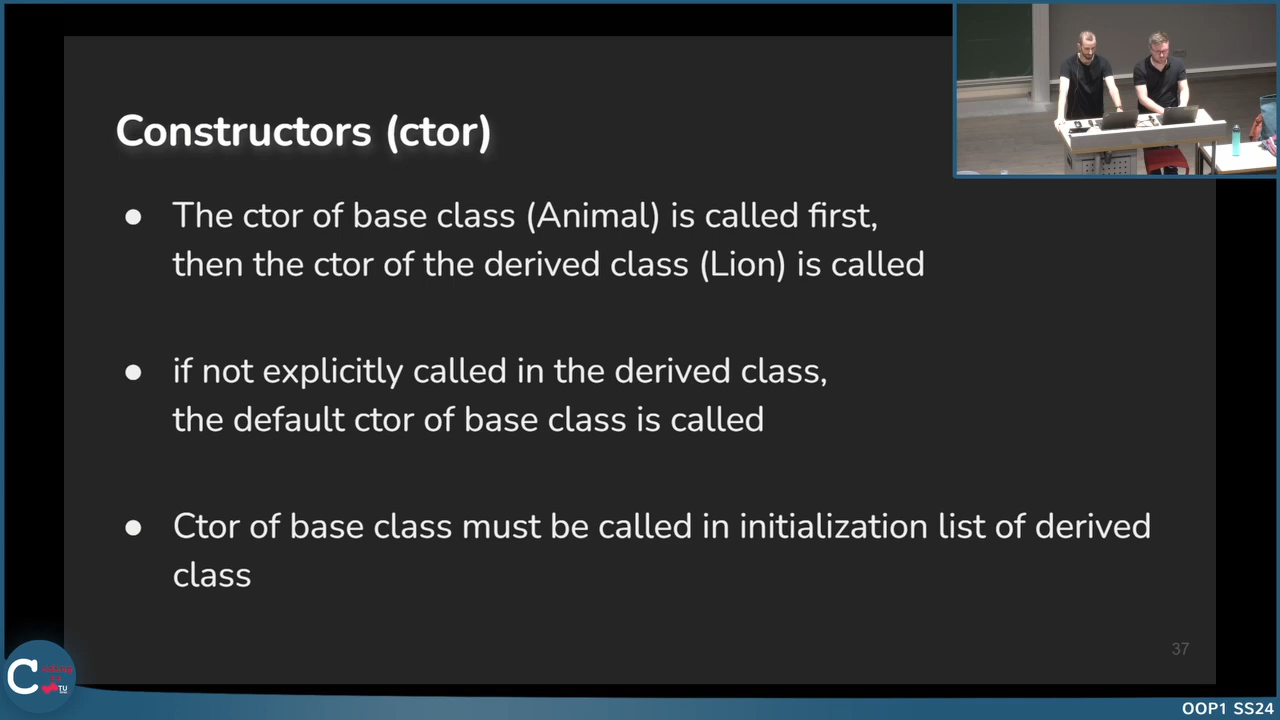 Constructors (ctor)
● The ctor of base class (Animal) is called first,
then the ctor of the derived class (Lion) is called
● if not explicitly called in the derived class,
the default ctor of base class is called
● Ctor of base class must be called in initialization list of derived
class
37
C
TU
OOP1 SS24